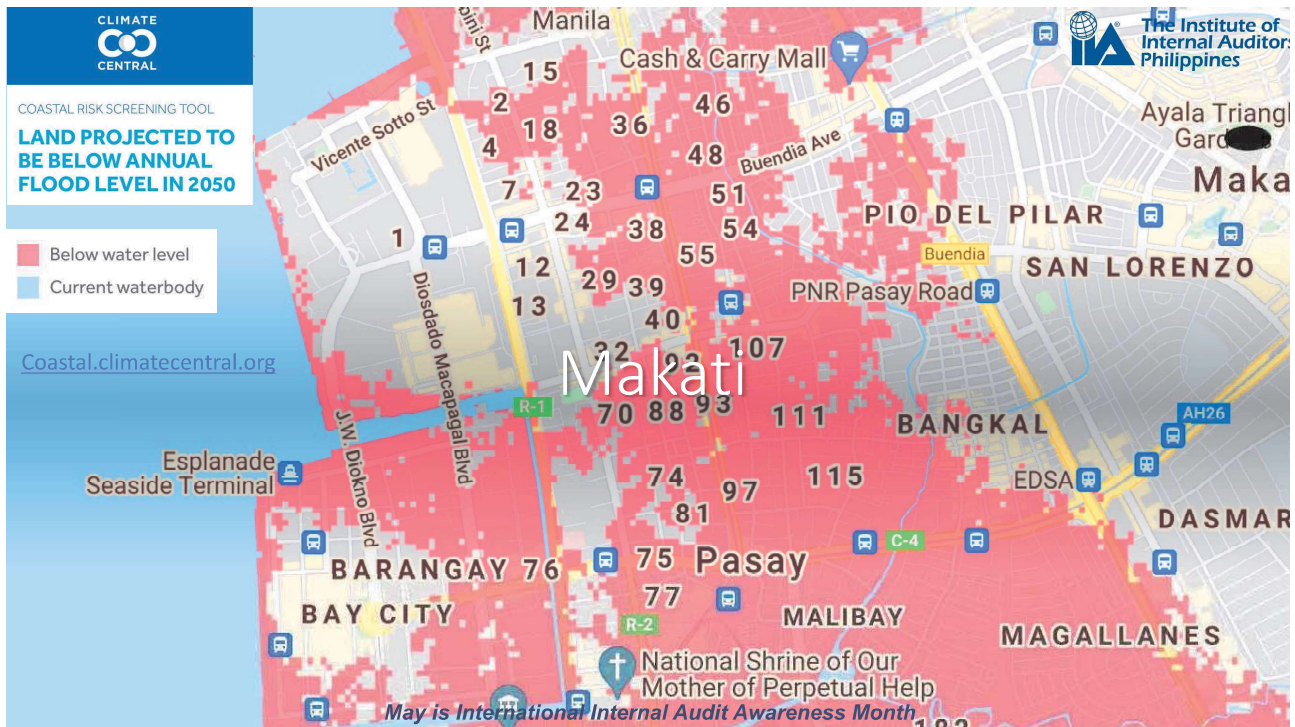 CLIMATE
CENTRAL
COASTAL RISK SCREENING TOOL
LAND PROJECTED TO
BE BELOW ANNUAL
FLOOD LEVEL IN 2050
Below water level
Current waterbody
Coastal.climatecentral.org
The Institute of
Internal Auditors
Philippines
IIA
Manila
Cash & Carry Mall
15
2
46
Vicente Sotto St
18
36
4
48
Buendia Ave
Ayala Triangl
Maka
7
23
51
PIO DEL PILAR
24
38
54
1
55
Buendia
SAN LORENZO
12
29
39
PNR Pasay Road
13
40
Diosdado Macapagal Blvd
32
92
107
Makati
R-1
70
88
93
111
BANGKAL
AH26
J.W. Diokno Blvd
Esplanade
Seaside Terminal
74
97
115
EDSA
81
DASMAR
C-4
BARANGAY 76
75
Pasay
BAY CITY
77
MALIBAY
R-2
MAGALLANES
National Shrine of Our
Mother of Perpetual Help
May is International Internal Audit Awareness Month